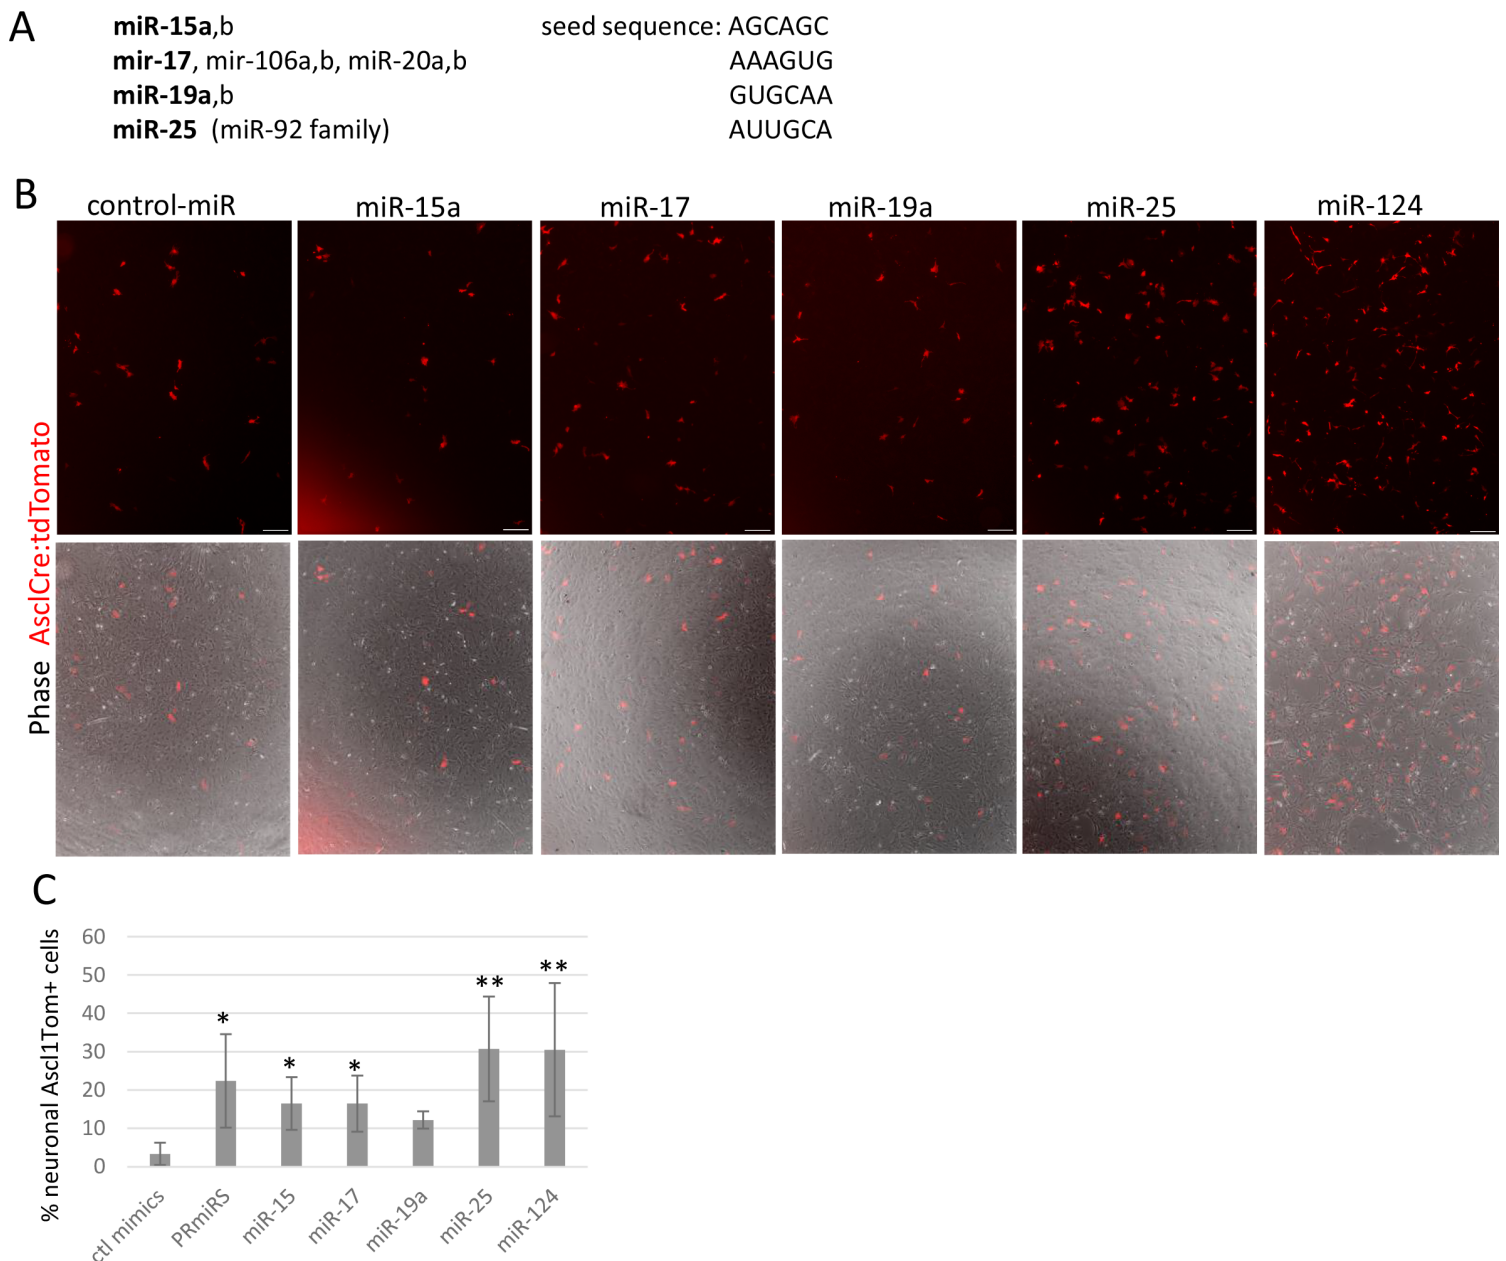 A
miR-15a,b seed sequence: AGCAGC
mir-17, mir-106a,b, miR-20a,b AAAGUG
miR-19a,b GUGCAA
miR-25 (miR-92 family) AUUGCA
B
control-miR miR-15a miR-17 miR-19a miR-25 miR-124
Phase AsclCre:tdTomato
C
% neuronal Ascl1Tom+ cells
60
50
40
30
20
10
0
* * * ** **
ctl mimics PRmiRS miR-15 miR-17 miR-19a miR-25 miR-124